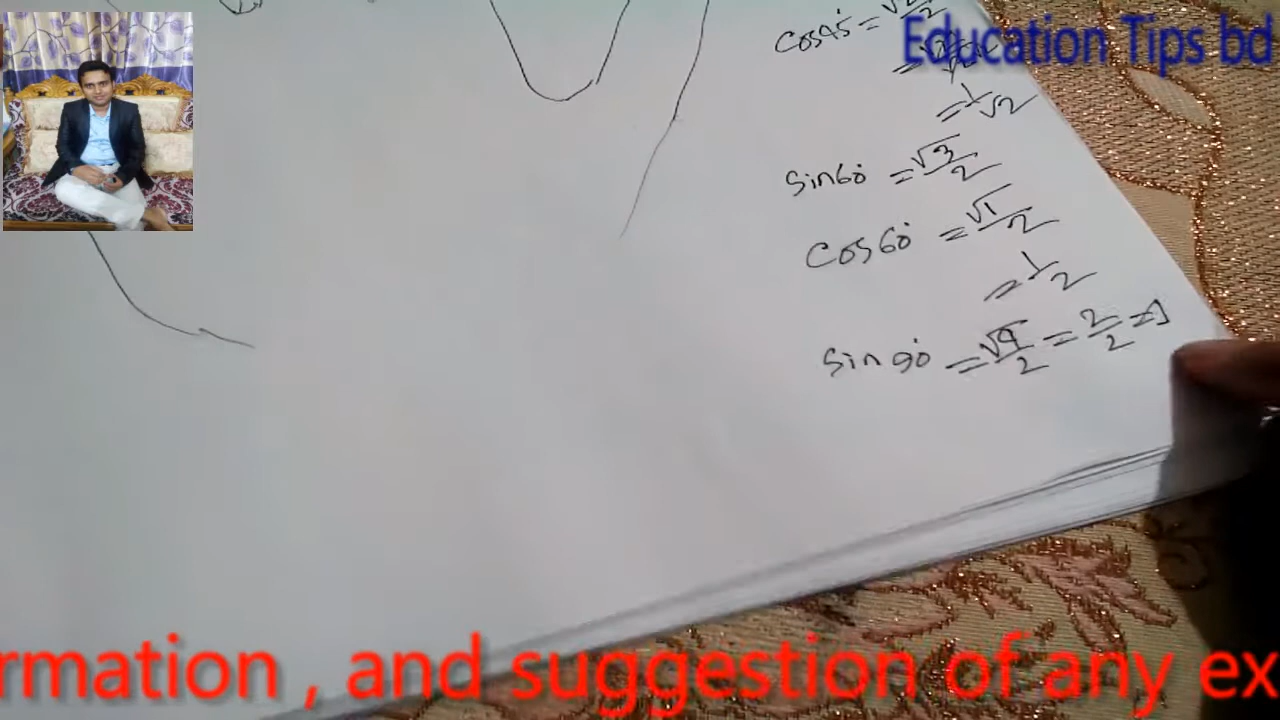 Education Tips bd
cos45° = √2/2
= 1/√2
sin60° = √3/2
cos60° = √1/2
= 1/2
sin90° = √4/2 = 2/2 = 1
rmation , and suggestion of any ex